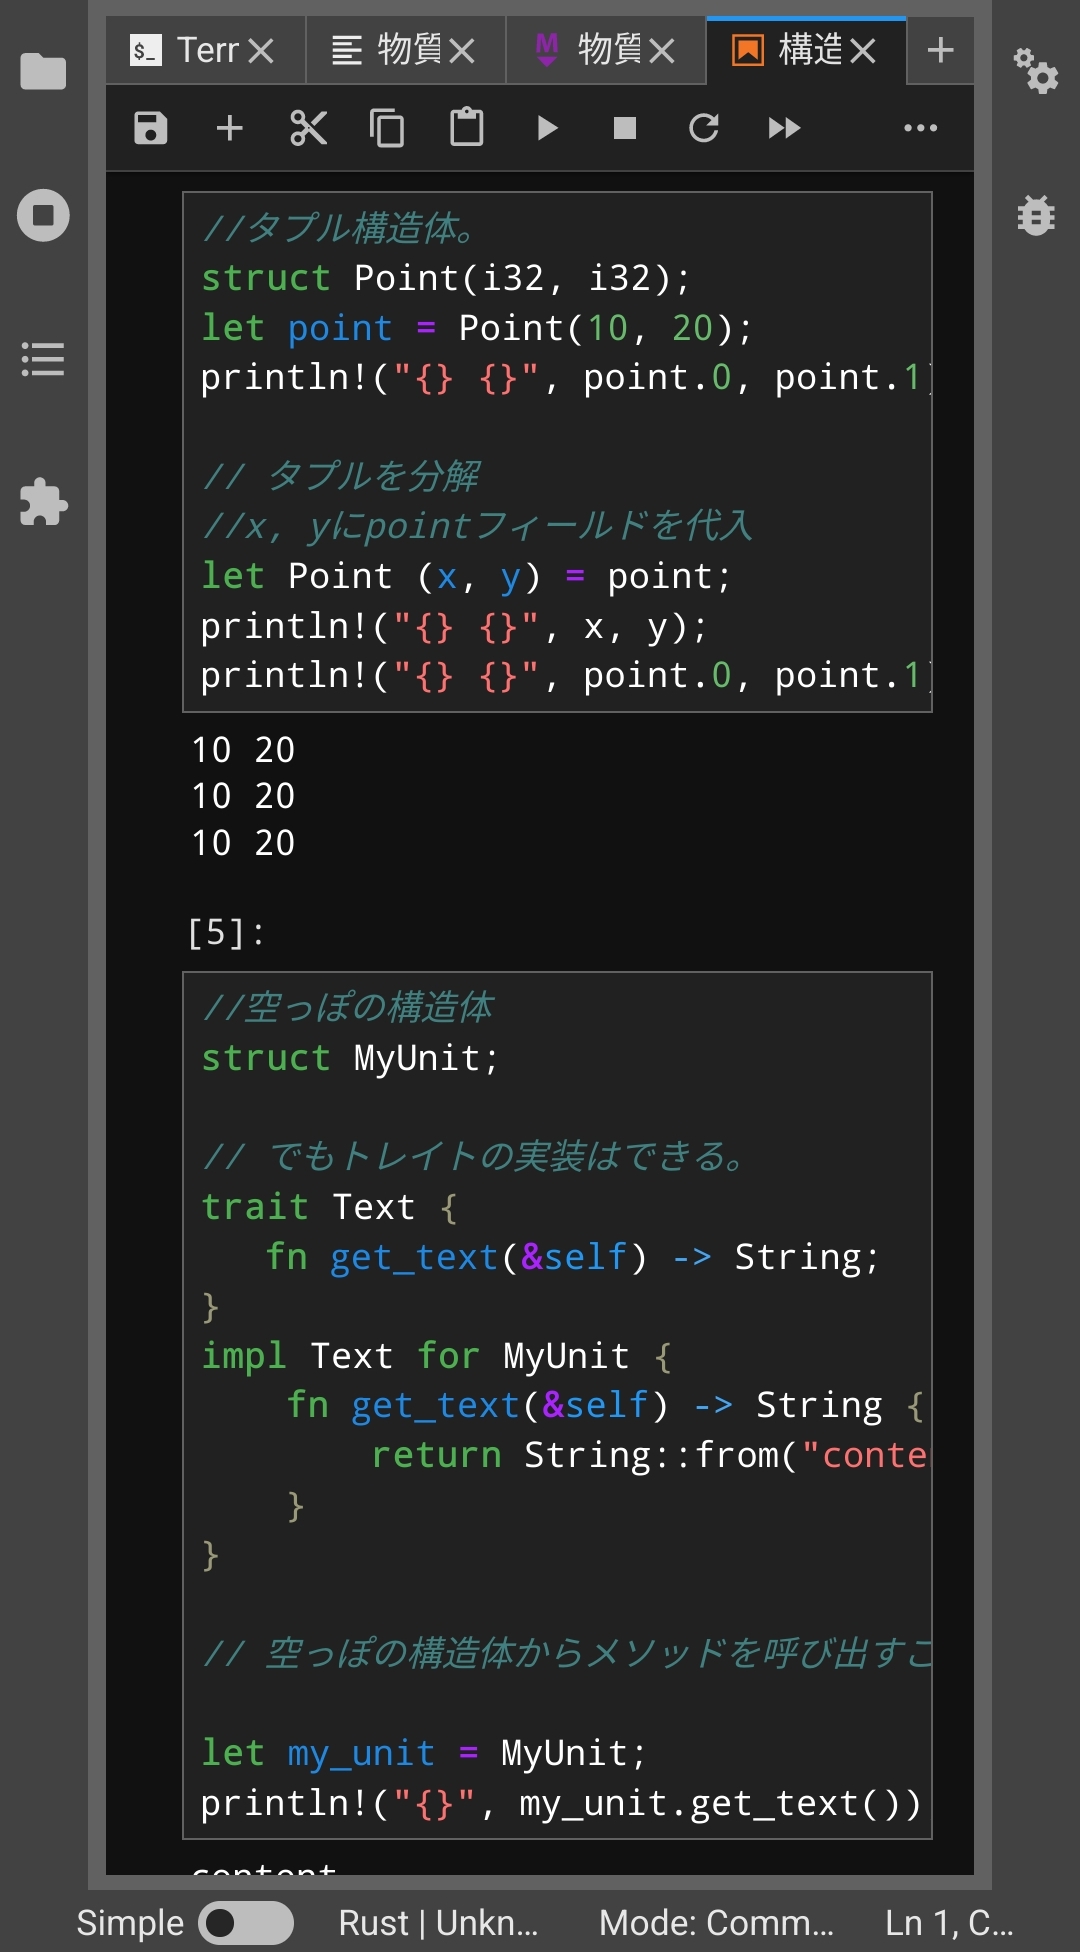 $_ Terr
物質
M 物質
構造
//タプル構造体。
struct Point(i32, i32);
let point = Point(10, 20);
println!("{} {}", point.0, point.1)
// タプルを分解
//x, yにpointフィールドを代入
let Point (x, y) = point;
println!("{} {}", x, y);
println!("{} {}", point.0, point.1)
10 20
10 20
10 20
[5]:
//空っぽの構造体
struct MyUnit;
// でもトレイトの実装はできる。
trait Text {
fn get_text(&self) -> String;
}
impl Text for MyUnit {
fn get_text(&self) -> String {
return String::from("conte
}
}
// 空っぽの構造体からメソッドを呼び出すこ
let my_unit = MyUnit;
println!("{}", my_unit.get_text())
content
Simple
Rust | Unkn...
Mode: Comm...
Ln 1, C...